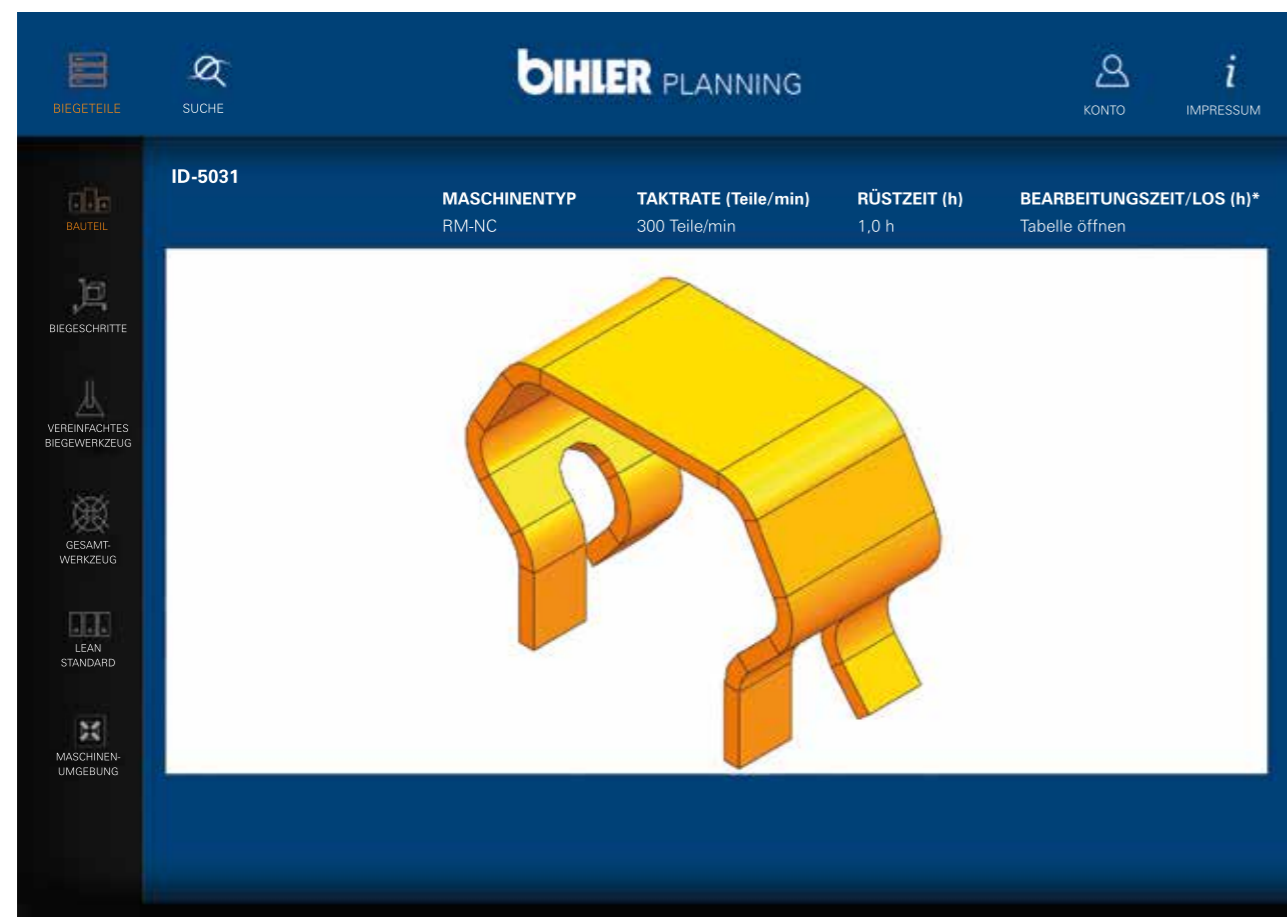 BIHLER PLANNING
BIEGETEILE
SUCHE
KONTO
IMPRESSUM
ID-5031
MASCHINENTYP
TAKTRATE (Teile/min)
RÜSTZEIT (h)
BEARBEITUNGSZEIT/LOS (h)*
RM-NC
300 Teile/min
1,0 h
Tabelle öffnen
BAUTEIL
BIEGESCHRITTE
VEREINFACHTES
BIEGEWERKZEUG
GESAMT-
WERKZEUG
LEAN
STANDARD
MASCHINEN-
UMGEBUNG